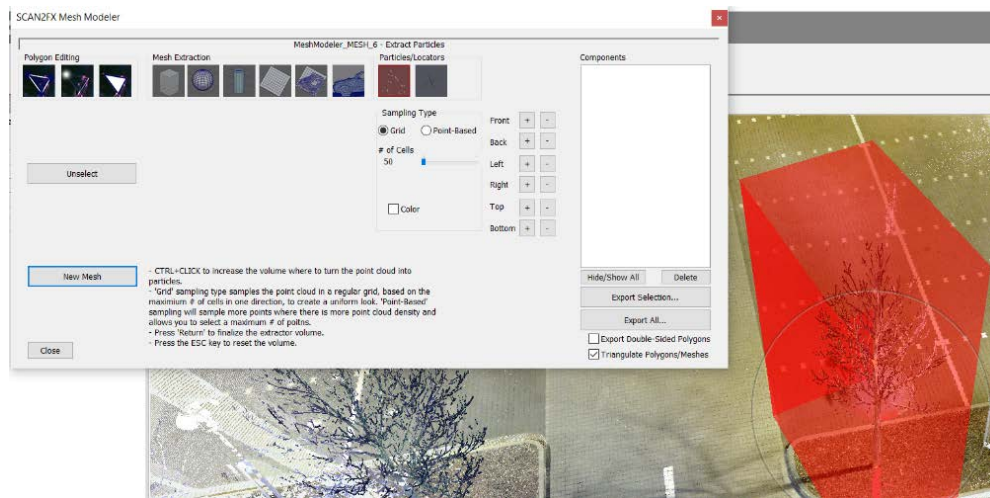 SCAN2FX Mesh Modeler
MeshModeler_MESH_6 - Extract Particles
Polygon Editing
Mesh Extraction
Particles/Locators
Components
Sampling Type
Grid
Point-Based
# of Cells
50
Color
Front + -
Back + -
Left + -
Right + -
Top + -
Bottom + -
Unselect
New Mesh
Close
- CTRL+CLICK to increase the volume where to turn the point cloud into
particles.
- 'Grid' sampling type samples the point cloud in a regular grid, based on the
maximium # of cells in one direction, to create a uniform look. 'Point-Based'
sampling will sample more points where there is more point cloud density and
allows you to select a maximum # of poitns.
- Press 'Return' to finalize the extractor volume.
- Press the ESC key to reset the volume.
Hide/Show All
Delete
Export Selection...
Export All...
Export Double-Sided Polygons
Triangulate Polygons/Meshes